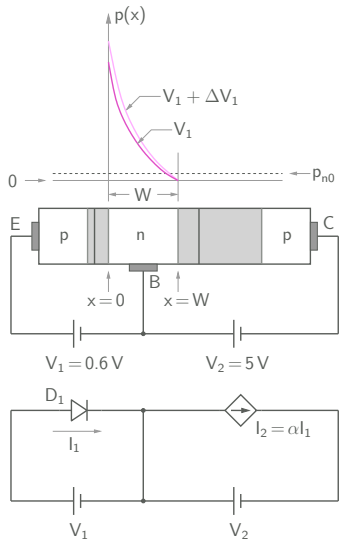 p(x)
V1 + ΔV1
V1
0
pn0
W
E
C
p
n
p
B
x = 0
x = W
V1 = 0.6 V
V2 = 5 V
D1
I1
I2 = αI1
V1
V2